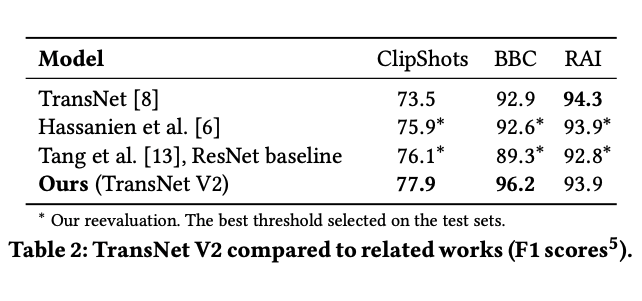 Model ClipShots BBC RAI
TransNet [8] 73.5 92.9 94.3
Hassanien et al. [6] 75.9* 92.6* 93.9*
Tang et al. [13], ResNet baseline 76.1* 89.3* 92.8*
Ours (TransNet V2) 77.9 96.2 93.9
* Our reevaluation. The best threshold selected on the test sets.
Table 2: TransNet V2 compared to related works (F1 scores⁵).